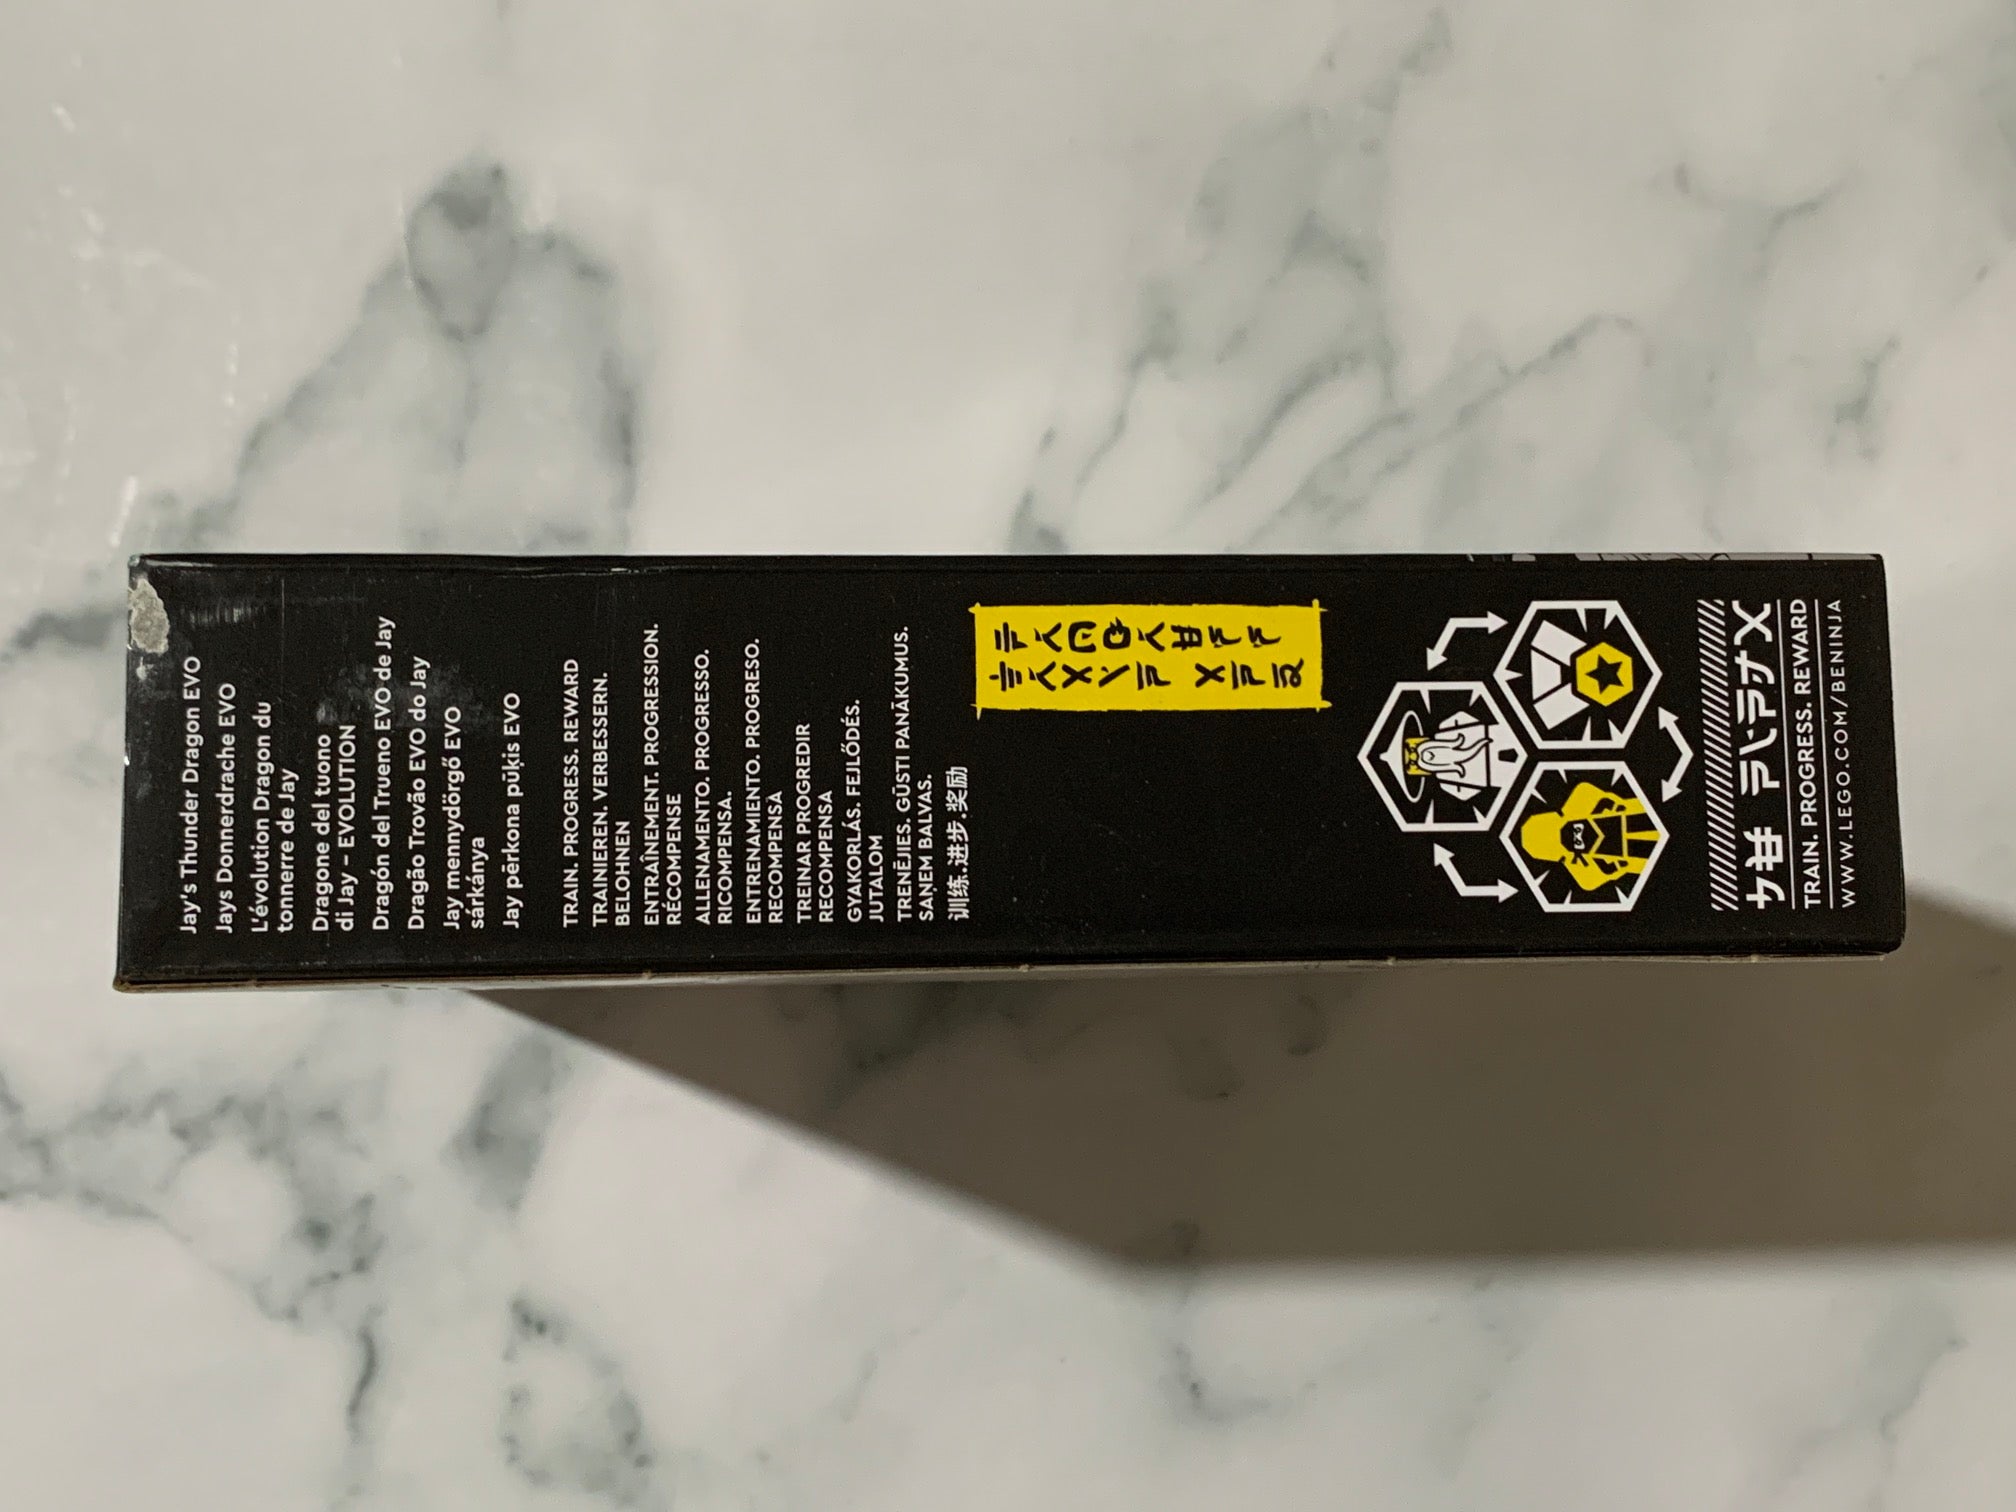 Jay's Thunder Dragon EVO
Jays Donnerdrache EVO
L'évolution Dragon du
tonnerre de Jay
Dragone del tuono
di Jay – EVOLUTION
Dragón del Trueno EVO de Jay
Dragão Trovão EVO do Jay
Jay mennydörgő EVO
sárkánya
Jay pērkona pūķis EVO
TRAIN. PROGRESS. REWARD
TRAINIEREN. VERBESSERN.
BELOHNEN
ENTRAÎNEMENT. PROGRESSION.
RÉCOMPENSE
ALLENAMENTO. PROGRESSO.
RICOMPENSA.
ENTRENAMIENTO. PROGRESO.
RECOMPENSA
TREINAR PROGREDIR
RECOMPENSA
GYAKORLÁS. FEJLŐDÉS.
JUTALOM
TRENĒJIES. GŪSTI PANĀKUMUS.
SAŅEM BALVAS.
训练.进步.奖励
TRAIN. PROGRESS. REWARD
WWW.LEGO.COM/BENINJA